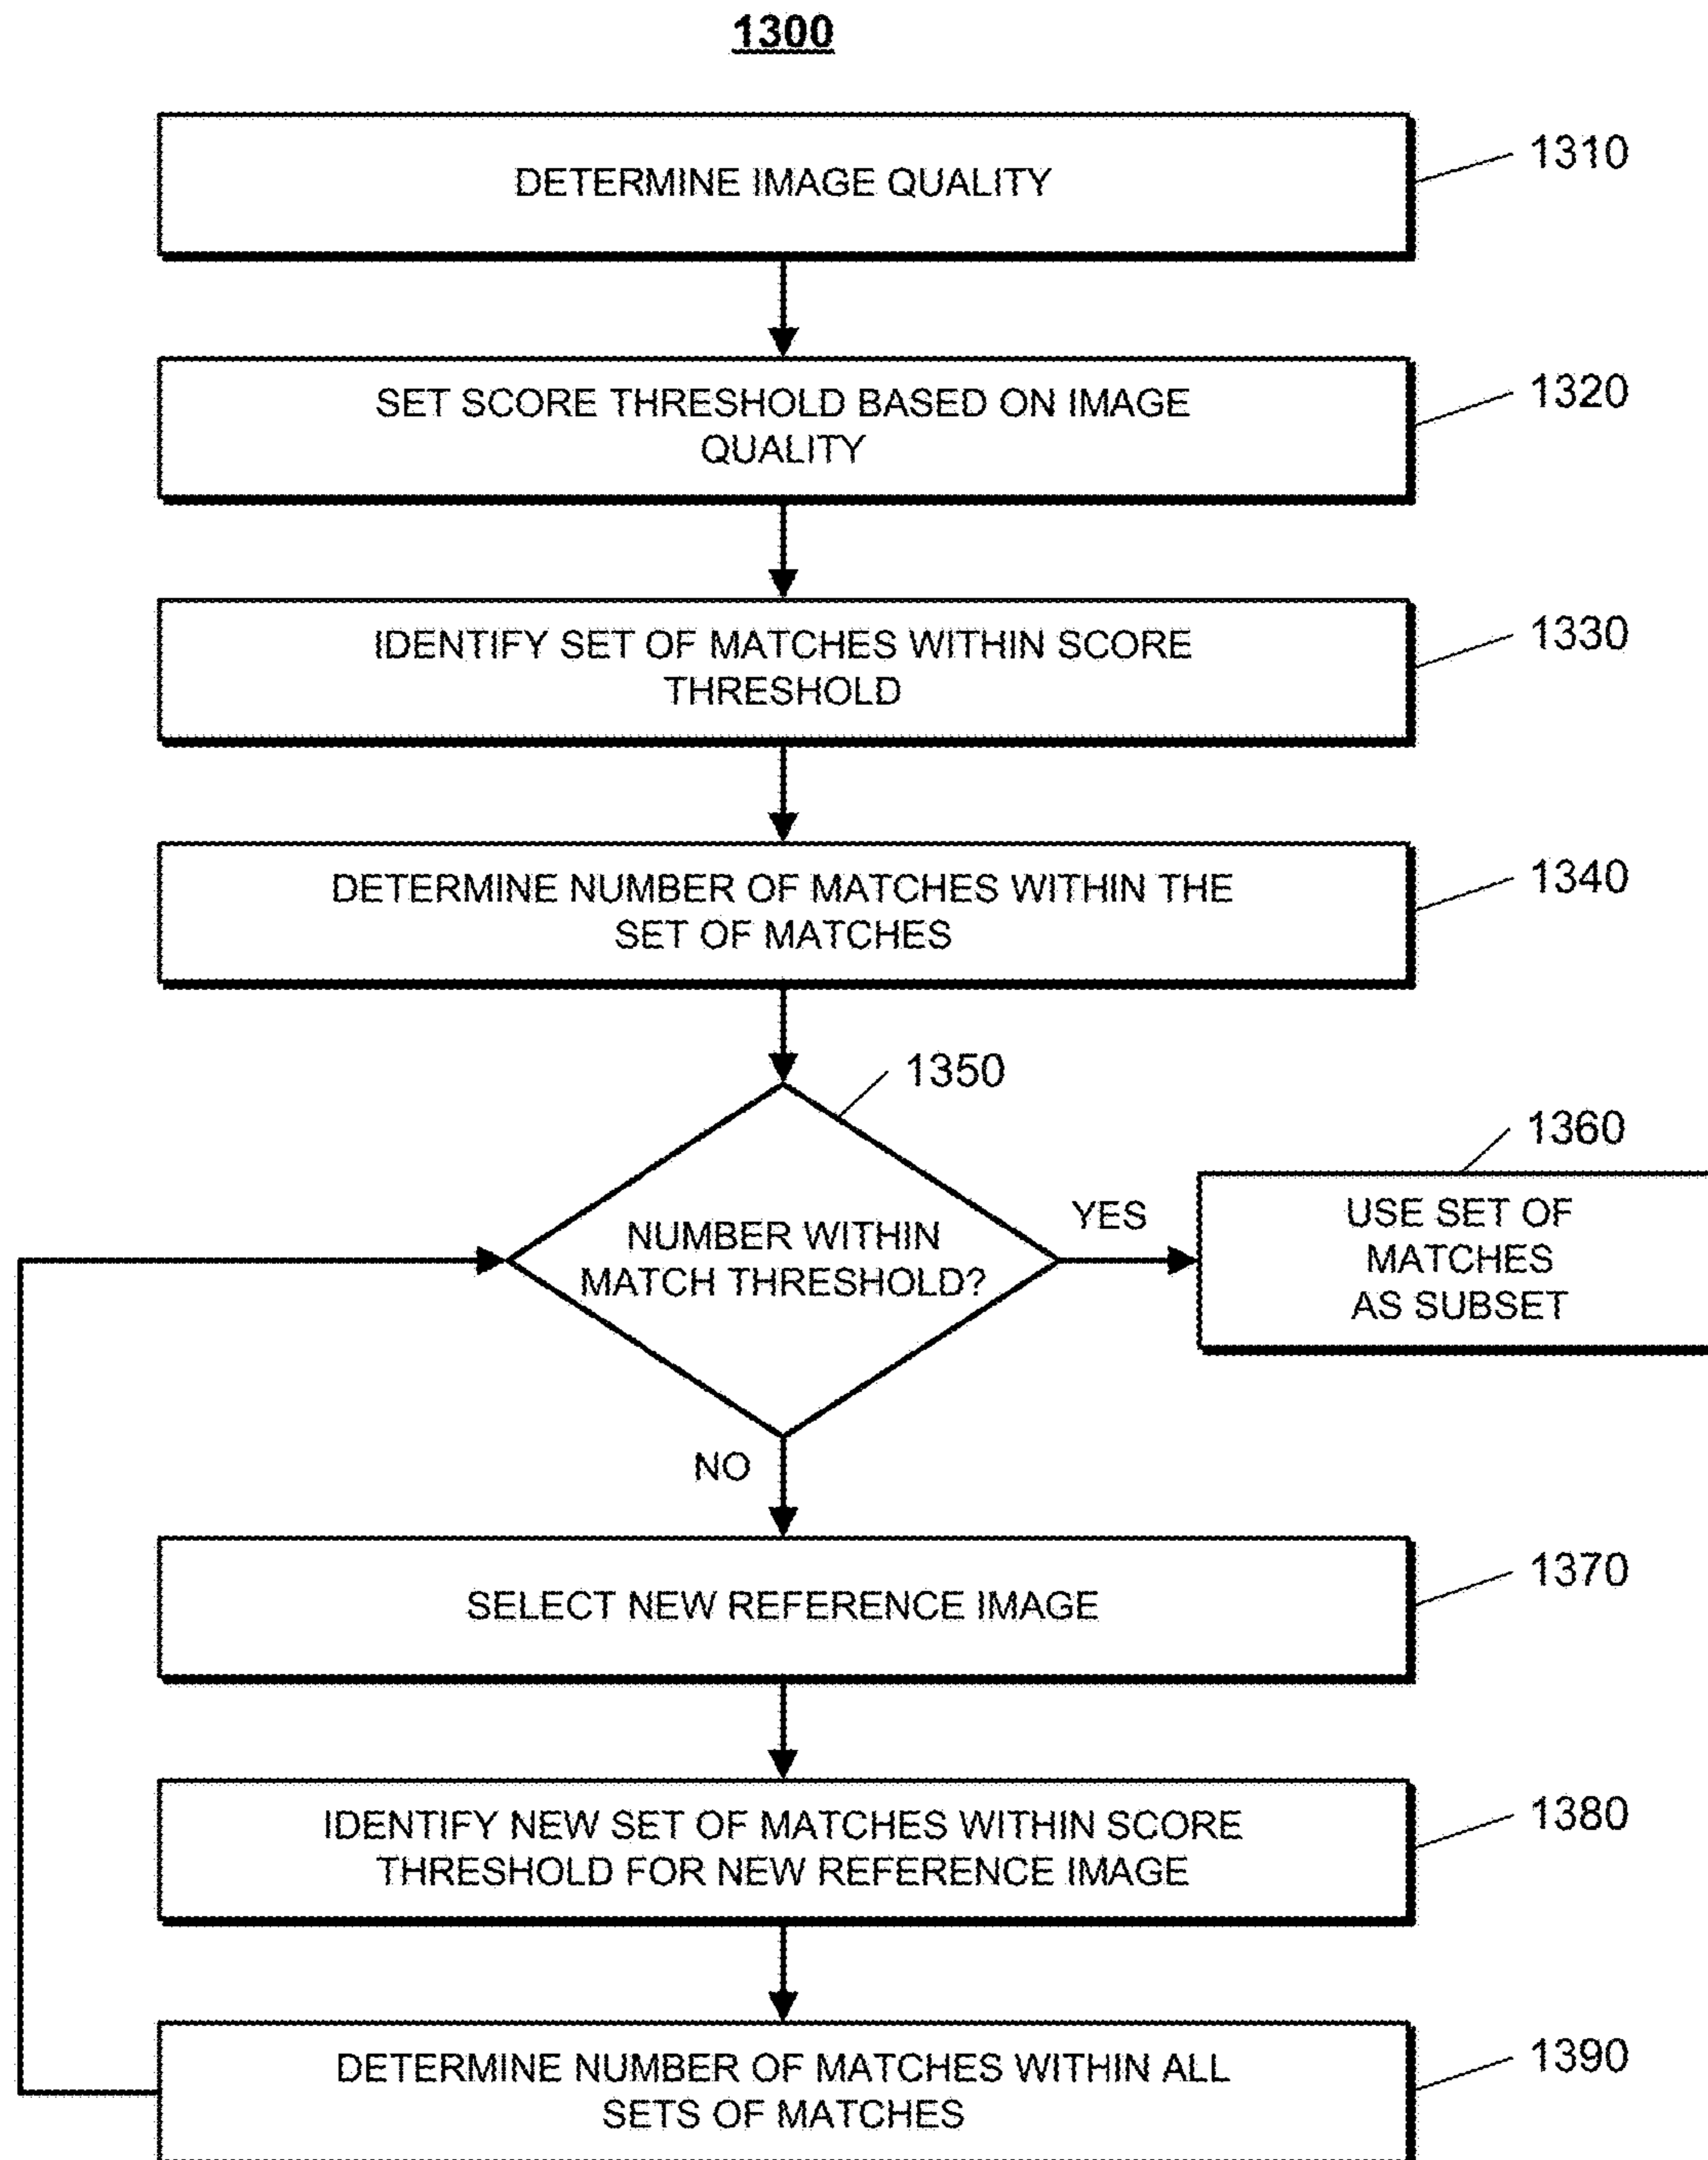 1300
DETERMINE IMAGE QUALITY
1310
SET SCORE THRESHOLD BASED ON IMAGE
QUALITY
1320
IDENTIFY SET OF MATCHES WITHIN SCORE
THRESHOLD
1330
DETERMINE NUMBER OF MATCHES WITHIN THE
SET OF MATCHES
1340
1350
NUMBER WITHIN
MATCH THRESHOLD?
YES
1360
USE SET OF
MATCHES
AS SUBSET
NO
SELECT NEW REFERENCE IMAGE
1370
IDENTIFY NEW SET OF MATCHES WITHIN SCORE
THRESHOLD FOR NEW REFERENCE IMAGE
1380
DETERMINE NUMBER OF MATCHES WITHIN ALL
SETS OF MATCHES
1390